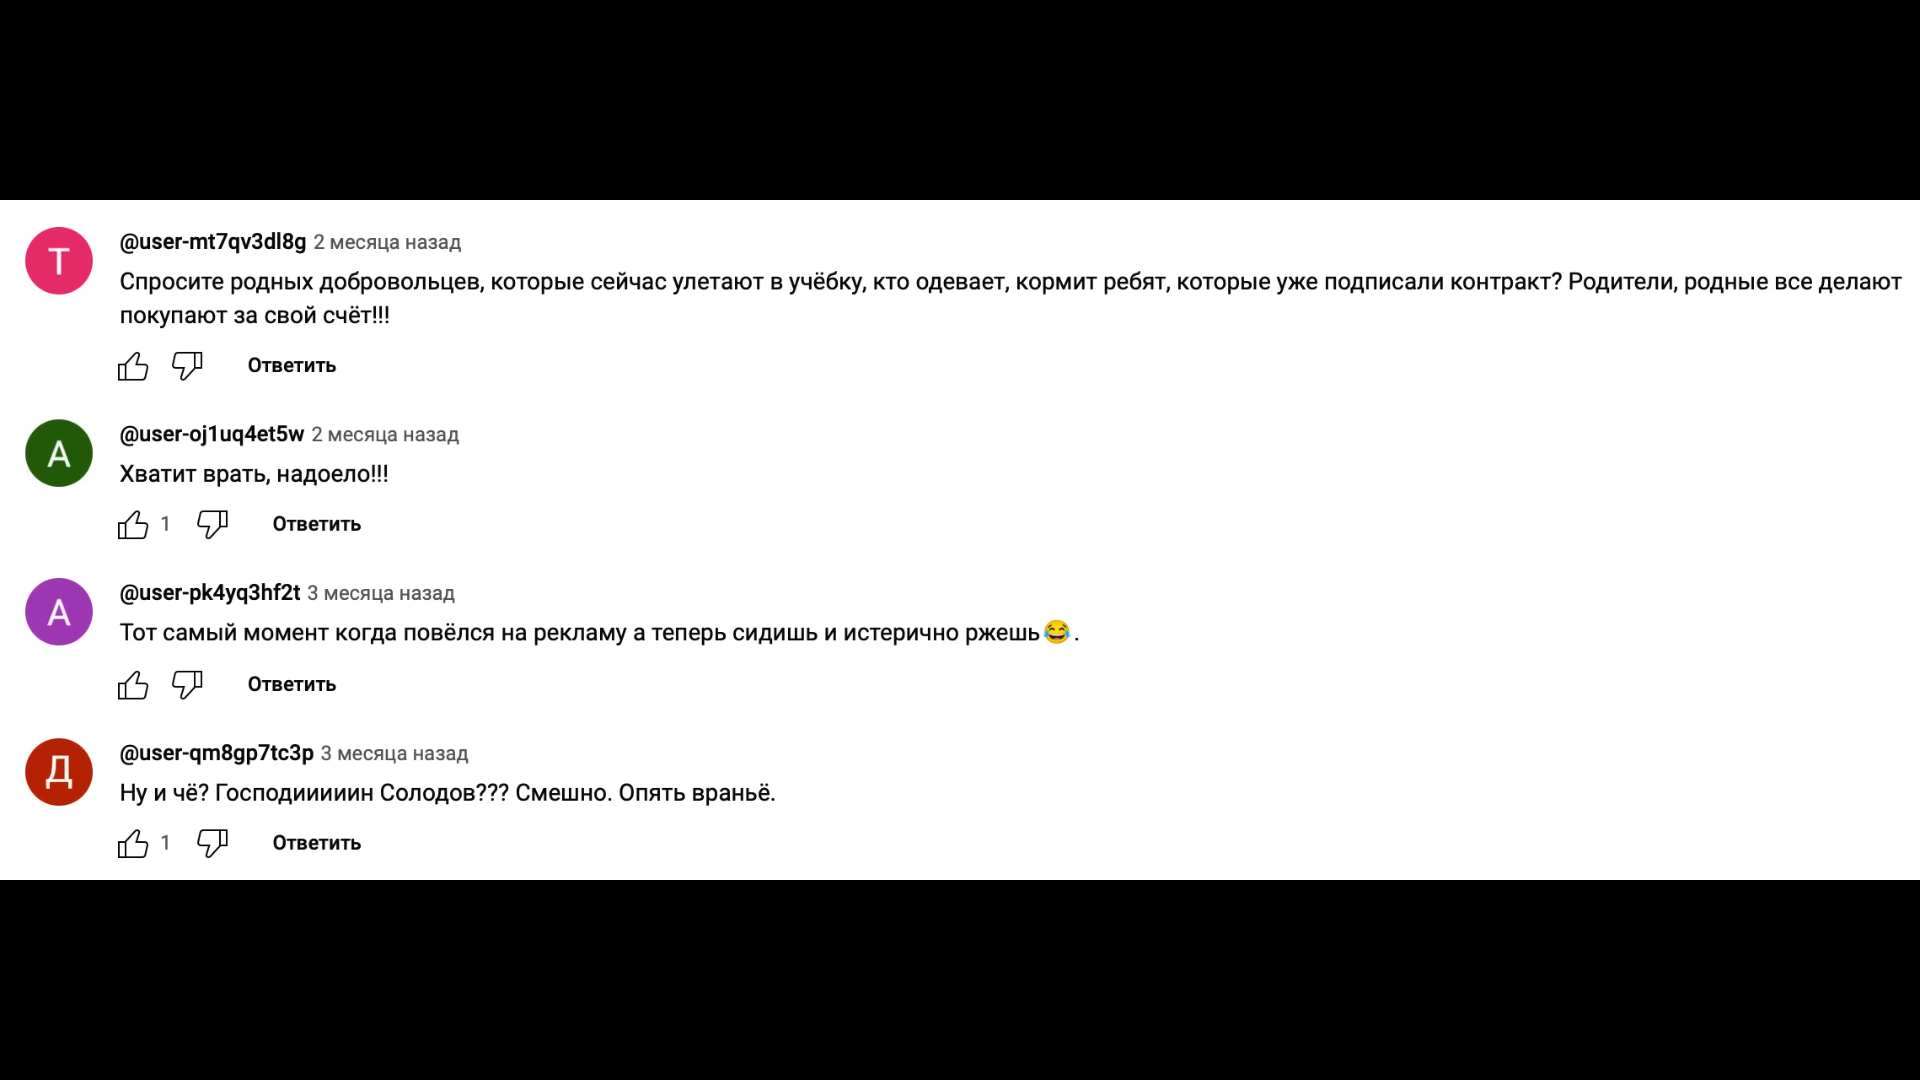 Т
@user-mt7qv3dl8g 2 месяца назад
Спросите родных добровольцев, которые сейчас улетают в учёбку, кто одевает, кормит ребят, которые уже подписали контракт? Родители, родные все делают
покупают за свой счёт!!!
Ответить
А
@user-oj1uq4et5w 2 месяца назад
Хватит врать, надоело!!!
1 Ответить
А
@user-pk4yq3hf2t 3 месяца назад
Тот самый момент когда повёлся на рекламу а теперь сидишь и истерично ржешь😂.
Ответить
Д
@user-qm8gp7tc3p 3 месяца назад
Ну и чё? Господииииин Солодов??? Смешно. Опять враньё.
1 Ответить